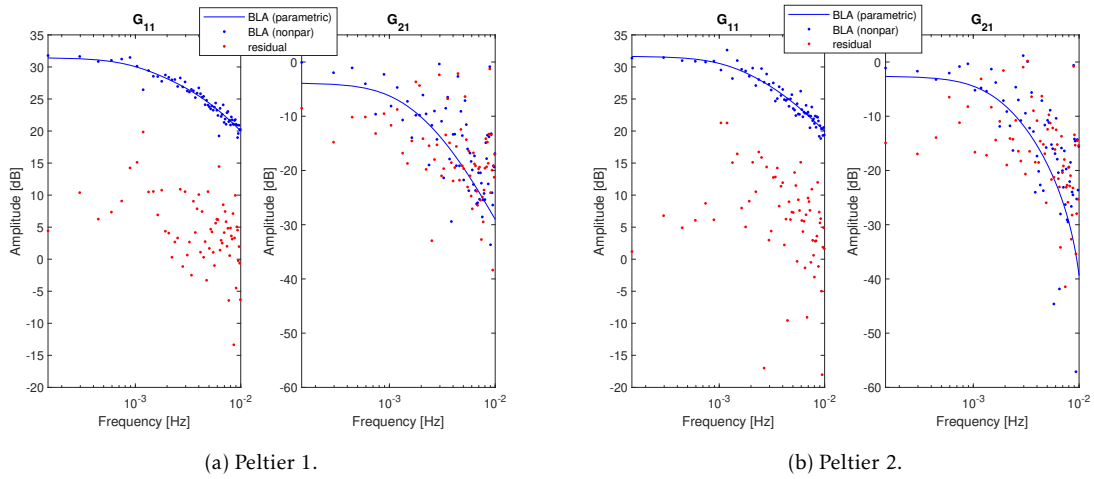 G11
BLA (parametric)
BLA (nonpar)
residual
G21
35
30
25
20
15
10
5
0
-5
-10
-15
-20
Amplitude [dB]
10^-3
10^-2
Frequency [Hz]
0
-10
-20
-30
-40
-50
-60
Amplitude [dB]
10^-3
10^-2
Frequency [Hz]
(a) Peltier 1.
G11
BLA (parametric)
BLA (nonpar)
residual
G21
35
30
25
20
15
10
5
0
-5
-10
-15
-20
Amplitude [dB]
10^-3
10^-2
Frequency [Hz]
0
-10
-20
-30
-40
-50
-60
Amplitude [dB]
10^-3
10^-2
Frequency [Hz]
(b) Peltier 2.